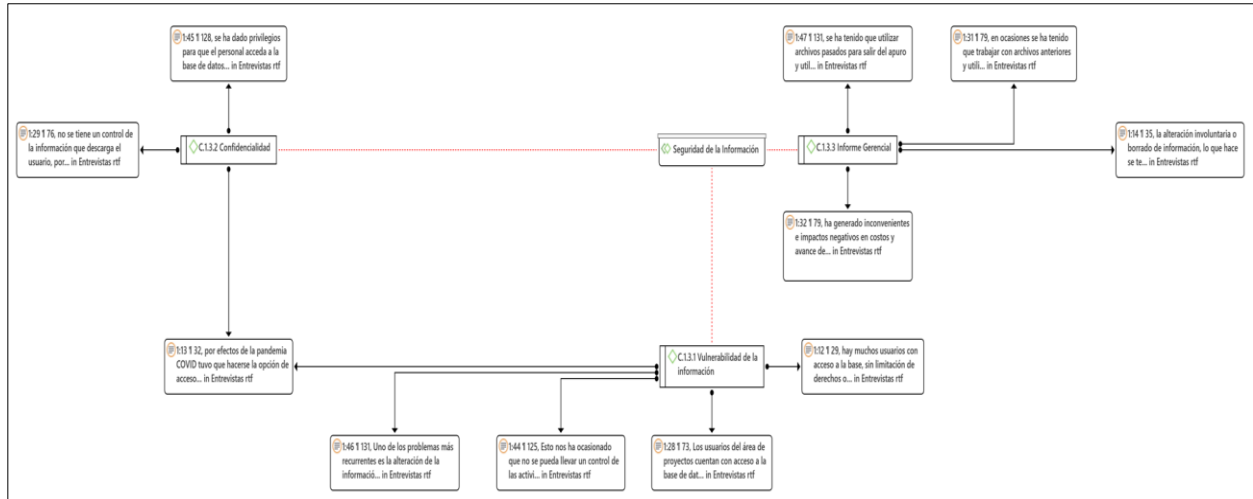 1:45 ¶ 128, se ha dado privilegios
para que el personal acceda a la
base de datos... in Entrevistas rtf
1:47 ¶ 131, se ha tenido que utilizar
archivos pasados para salir del apuro
y util... in Entrevistas rtf
1:31 ¶ 79, en ocasiones se ha tenido
que trabajar con archivos anteriores
y utili... in Entrevistas rtf
1:29 ¶ 76, no se tiene un control de
la información que descarga el
usuario, por... in Entrevistas rtf
C.1.3.2 Confidencialidad
Seguridad de la Información
C.1.3.3 Informe Gerencial
1:14 ¶ 35, la alteración involuntaria o
borrado de información, lo que hace
se te... in Entrevistas rtf
1:32 ¶ 79, ha generado inconvenientes
e impactos negativos en costos y
avance de... in Entrevistas rtf
1:13 ¶ 32, por efectos de la pandemia
COVID tuvo que hacerse la opción de
acceso... in Entrevistas rtf
C.1.3.1 Vulnerabilidad de la
información
1:12 ¶ 29, hay muchos usuarios con
acceso a la base, sin limitación de
derechos o... in Entrevistas rtf
1:46 ¶ 131, Uno de los problemas más
recurrentes es la alteración de la
informació... in Entrevistas rtf
1:44 ¶ 125, Esto nos ha ocasionado
que no se pueda llevar un control de
las activi... in Entrevistas rtf
1:28 ¶ 73, Los usuarios del área de
proyectos cuentan con acceso a la
base de dat... in Entrevistas rtf